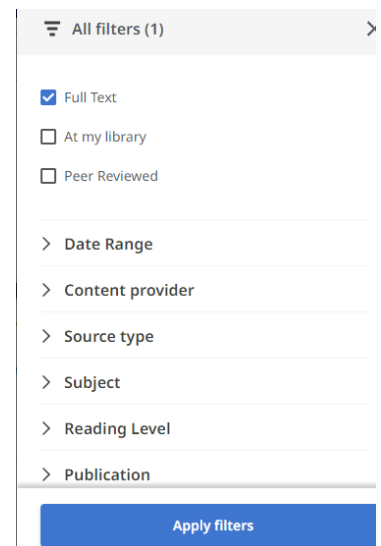 All filters (1)
Full Text
At my library
Peer Reviewed
Date Range
Content provider
Source type
Subject
Reading Level
Publication
Apply filters